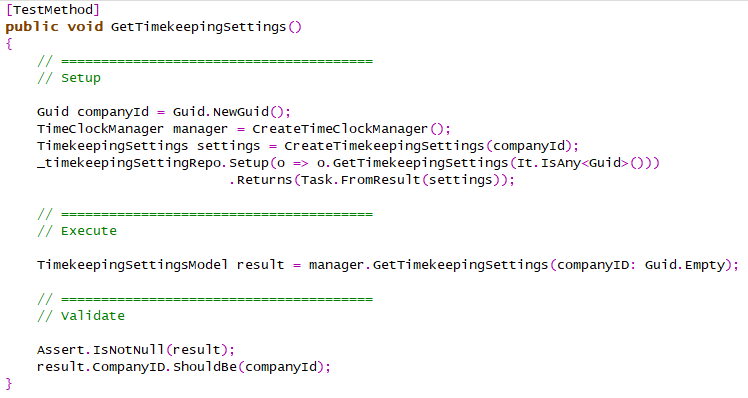 [TestMethod]
public void GetTimekeepingSettings()
{
// =======================================
// Setup
Guid companyId = Guid.NewGuid();
TimeClockManager manager = CreateTimeClockManager();
TimekeepingSettings settings = CreateTimekeepingSettings(companyId);
_timekeepingSettingRepo.Setup(o => o.GetTimekeepingSettings(It.IsAny<Guid>()))
.Returns(Task.FromResult(settings));
// =======================================
// Execute
TimekeepingSettingsModel result = manager.GetTimekeepingSettings(companyID: Guid.Empty);
// =======================================
// Validate
Assert.IsNotNull(result);
result.CompanyID.ShouldBe(companyId);
}